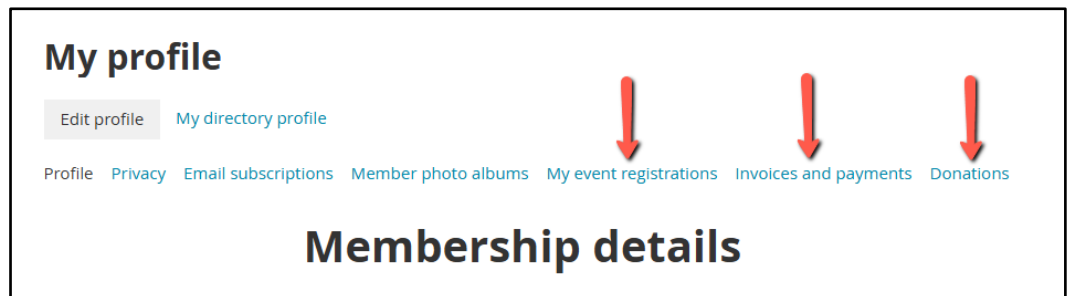 My profile
Edit profile My directory profile
Profile Privacy Email subscriptions Member photo albums My event registrations Invoices and payments Donations
Membership details